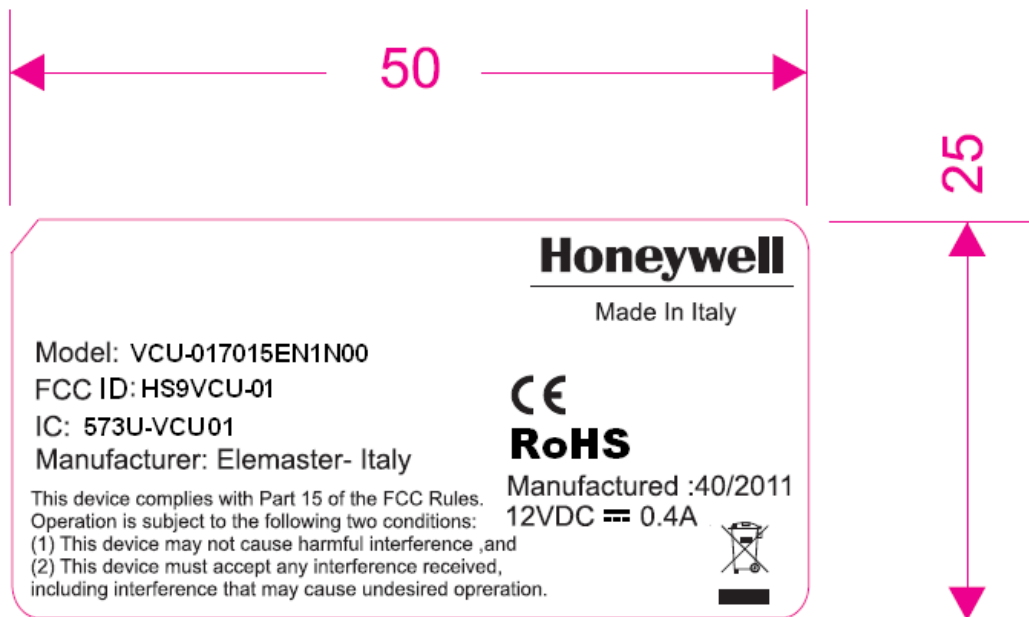 50
25
Honeywell
Made In Italy
Model: VCU-017015EN1N00
FCC ID: HS9VCU-01
IC: 573U-VCU01
Manufacturer: Elemaster- Italy
CE
RoHS
Manufactured :40/2011
12VDC 0.4A
This device complies with Part 15 of the FCC Rules.
Operation is subject to the following two conditions:
(1) This device may not cause harmful interference ,and
(2) This device must accept any interference received,
including interference that may cause undesired opreration.